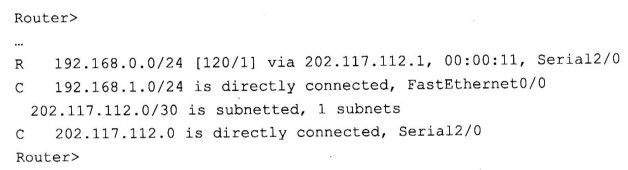 Router>
…
R 192.168.0.0/24 [120/1] via 202.117.112.1, 00:00:11, Serial2/0
C 192.168.1.0/24 is directly connected, FastEthernet0/0
202.117.112.0/30 is subnetted, 1 subnets
C 202.117.112.0 is directly connected, Serial2/0
Router>